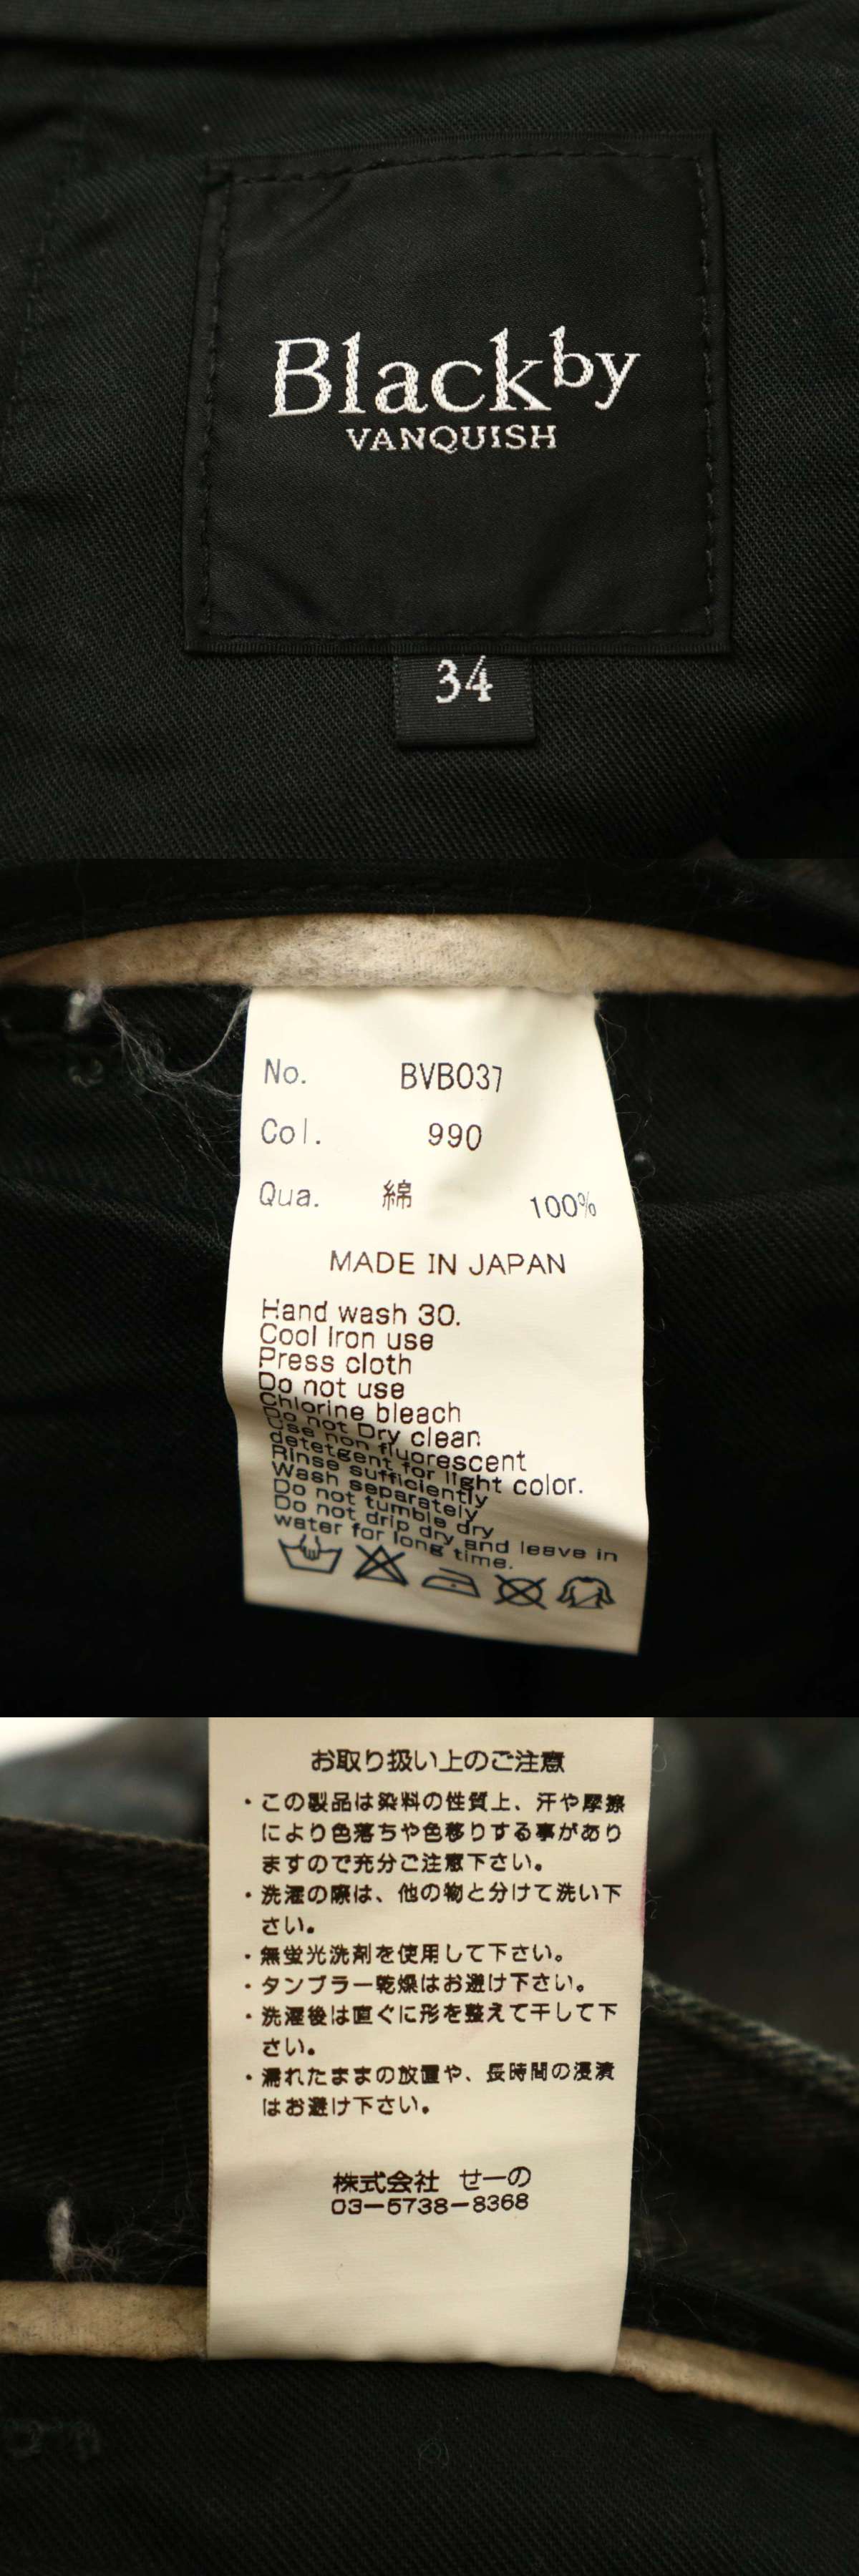 Blackby
VANQUISH
34
No. BVB037
Col. 990
Qua. 綿 100%
MADE IN JAPAN
Hand wash 30.
Cool Iron use
Press cloth
Do not use
Chlorine bleach
Do not Dry clean
Use non fluorescent
detetgent for light color.
Rinse sufficiently
Wash separately
Do not tumble dry
Do not drip dry and leave in
water for long time.
お取り扱い上のご注意
・この製品は染料の性質上、汗や摩擦
により色落ちや色移りする事があり
ますので充分ご注意下さい。
・洗濯の際は、他の物と分けて洗い下
さい。
・無蛍光洗剤を使用して下さい。
・タンブラー乾燥はお避け下さい。
・洗濯後は直ぐに形を整えて干して下
さい。
・濡れたままの放置や、長時間の浸漬
はお避け下さい。
株式会社 せーの
03-5738-8368